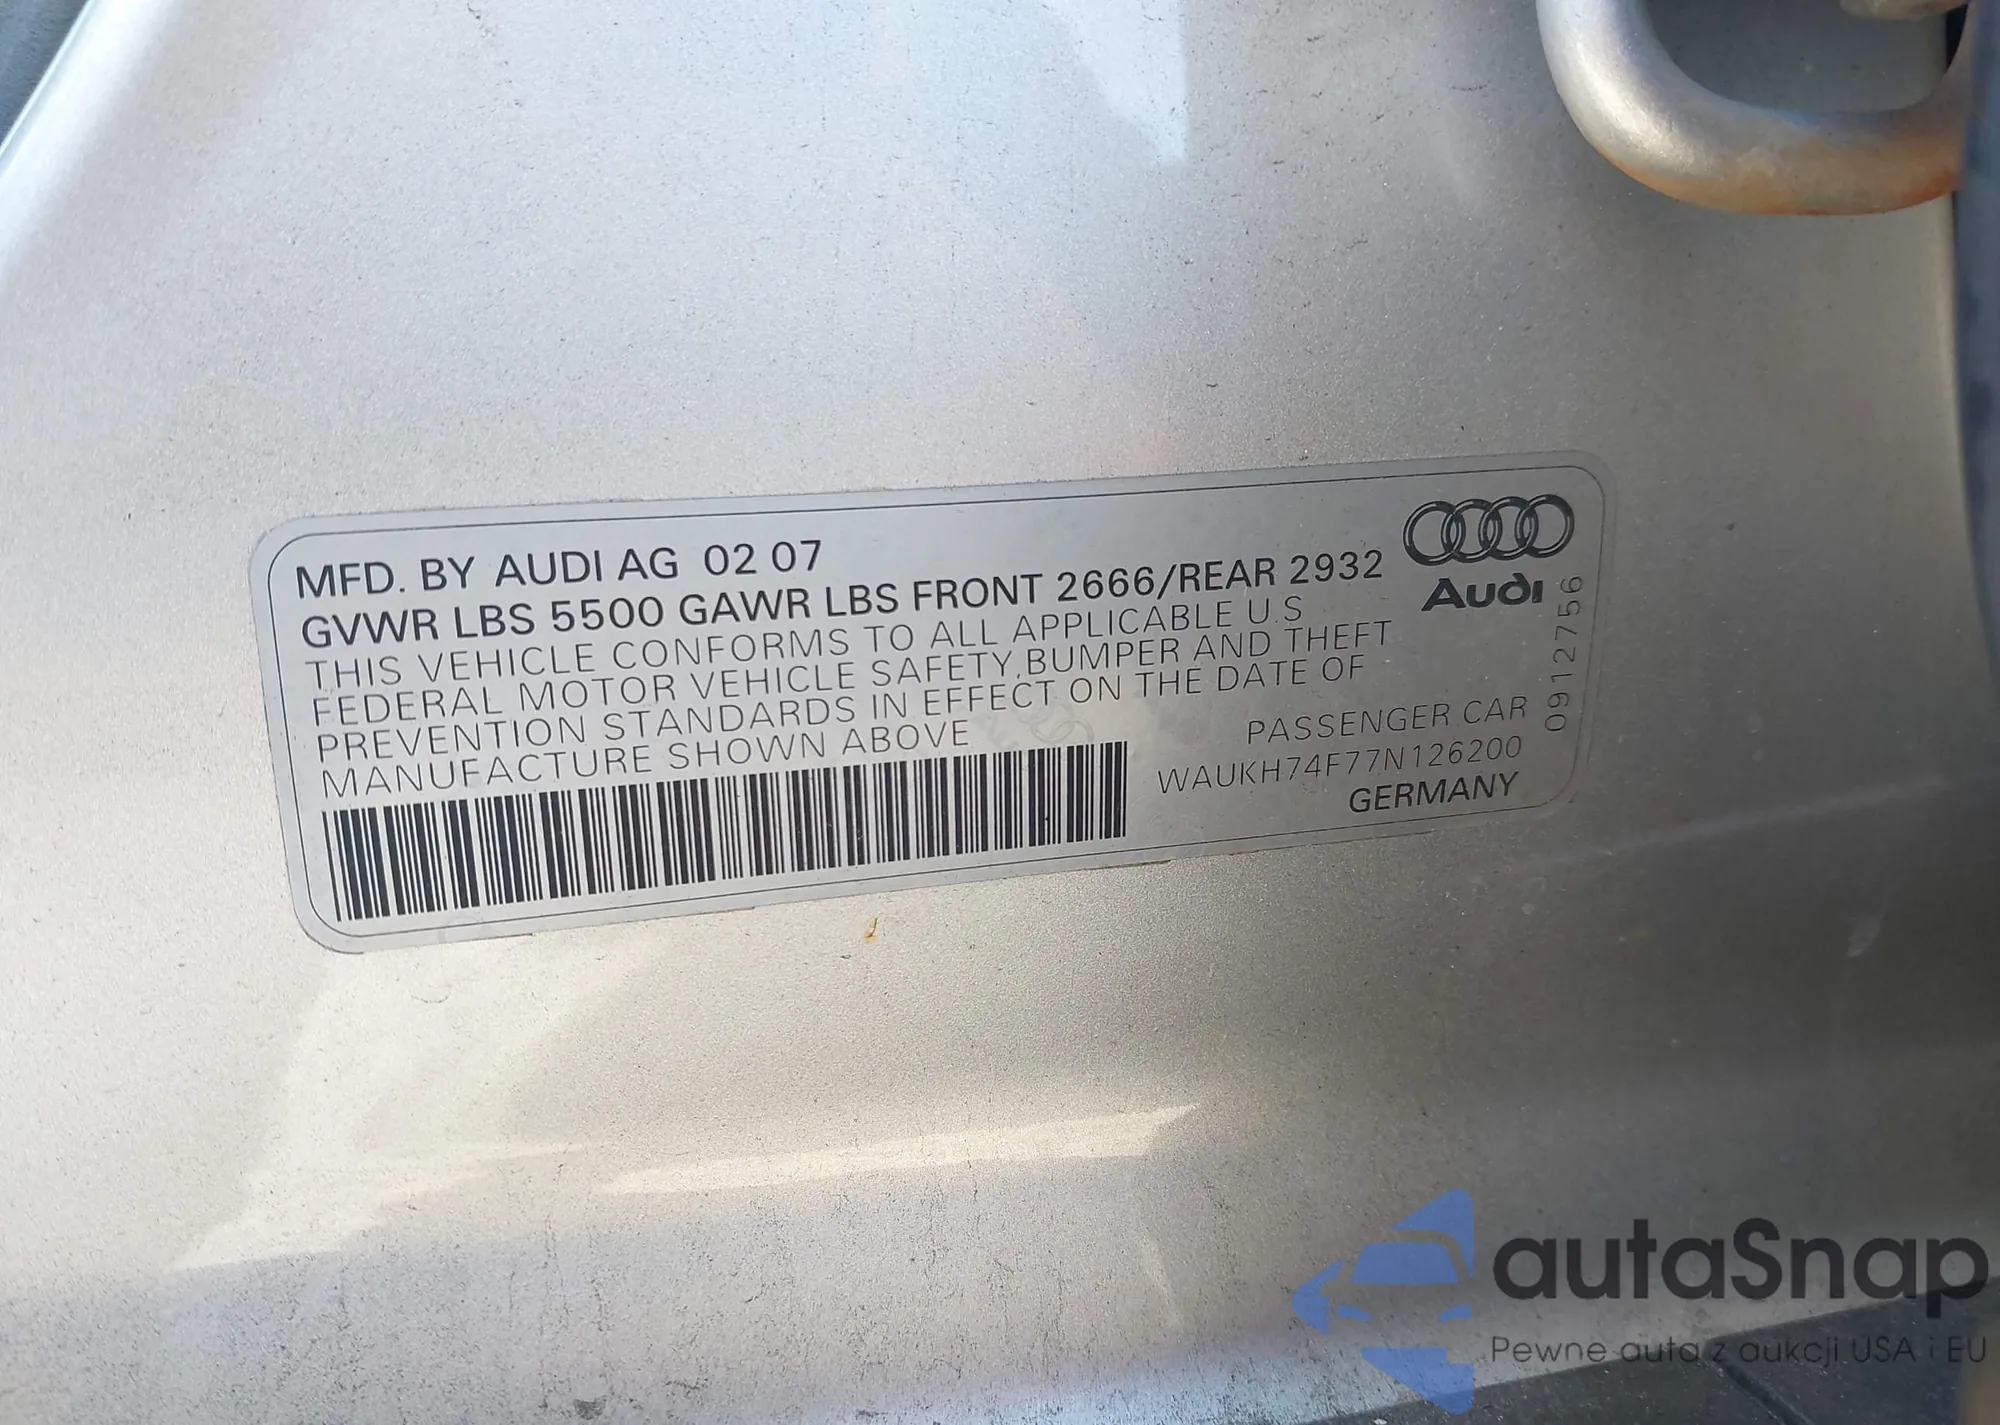 MFD. BY AUDI AG 02 07
GVWR LBS 5500 GAWR LBS FRONT 2666/REAR 2932
THIS VEHICLE CONFORMS TO ALL APPLICABLE U.S
FEDERAL MOTOR VEHICLE SAFETY,BUMPER AND THEFT
PREVENTION STANDARDS IN EFFECT ON THE DATE OF
MANUFACTURE SHOWN ABOVE
Audi
0912756
PASSENGER CAR
WAUKH74F77N126200
GERMANY
autaSnap
Pewne auta z aukcji USA i EU